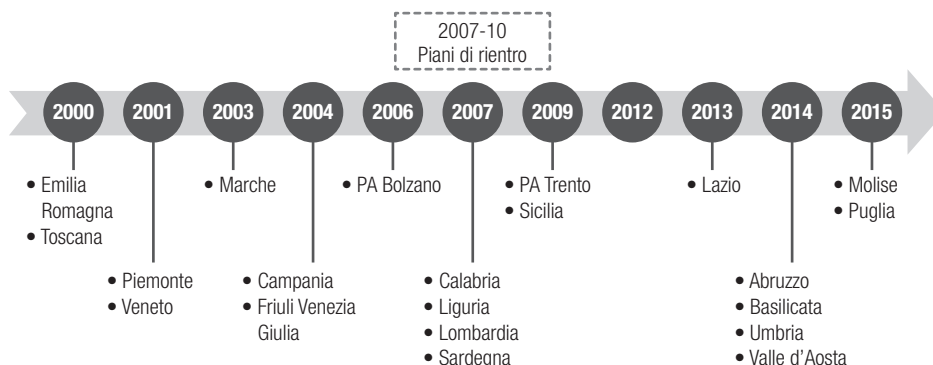 2007-10
Piani di rientro
2000 2001 2003 2004 2006 2007 2009 2012 2013 2014 2015
• Emilia
Romagna
• Toscana
• Piemonte
• Veneto
• Marche
• Campania
• Friuli Venezia
Giulia
• PA Bolzano
• Calabria
• Liguria
• Lombardia
• Sardegna
• PA Trento
• Sicilia
• Lazio
• Abruzzo
• Basilicata
• Umbria
• Valle d'Aosta
• Molise
• Puglia